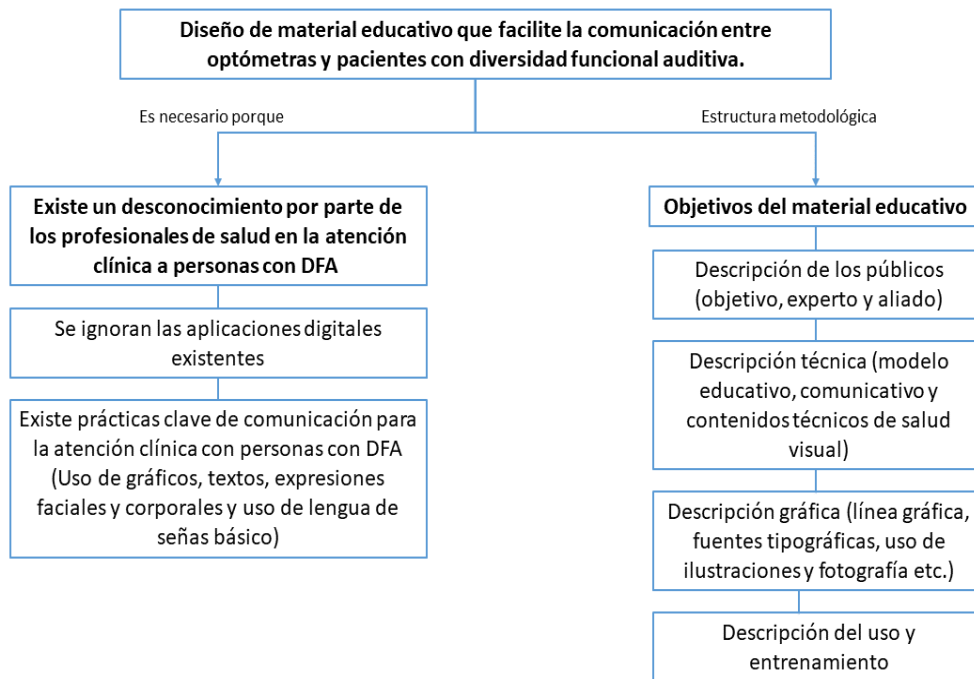 Diseño de material educativo que facilite la comunicación entre
optómetras y pacientes con diversidad funcional auditiva.
Es necesario porque
Estructura metodológica
Existe un desconocimiento por parte de
los profesionales de salud en la atención
clínica a personas con DFA
Se ignoran las aplicaciones digitales
existentes
Existe prácticas clave de comunicación para
la atención clínica con personas con DFA
(Uso de gráficos, textos, expresiones
faciales y corporales y uso de lengua de
señas básico)
Objetivos del material educativo
Descripción de los públicos
(objetivo, experto y aliado)
Descripción técnica (modelo
educativo, comunicativo y
contenidos técnicos de salud
visual)
Descripción gráfica (línea gráfica,
fuentes tipográficas, uso de
ilustraciones y fotografía etc.)
Descripción del uso y
entrenamiento